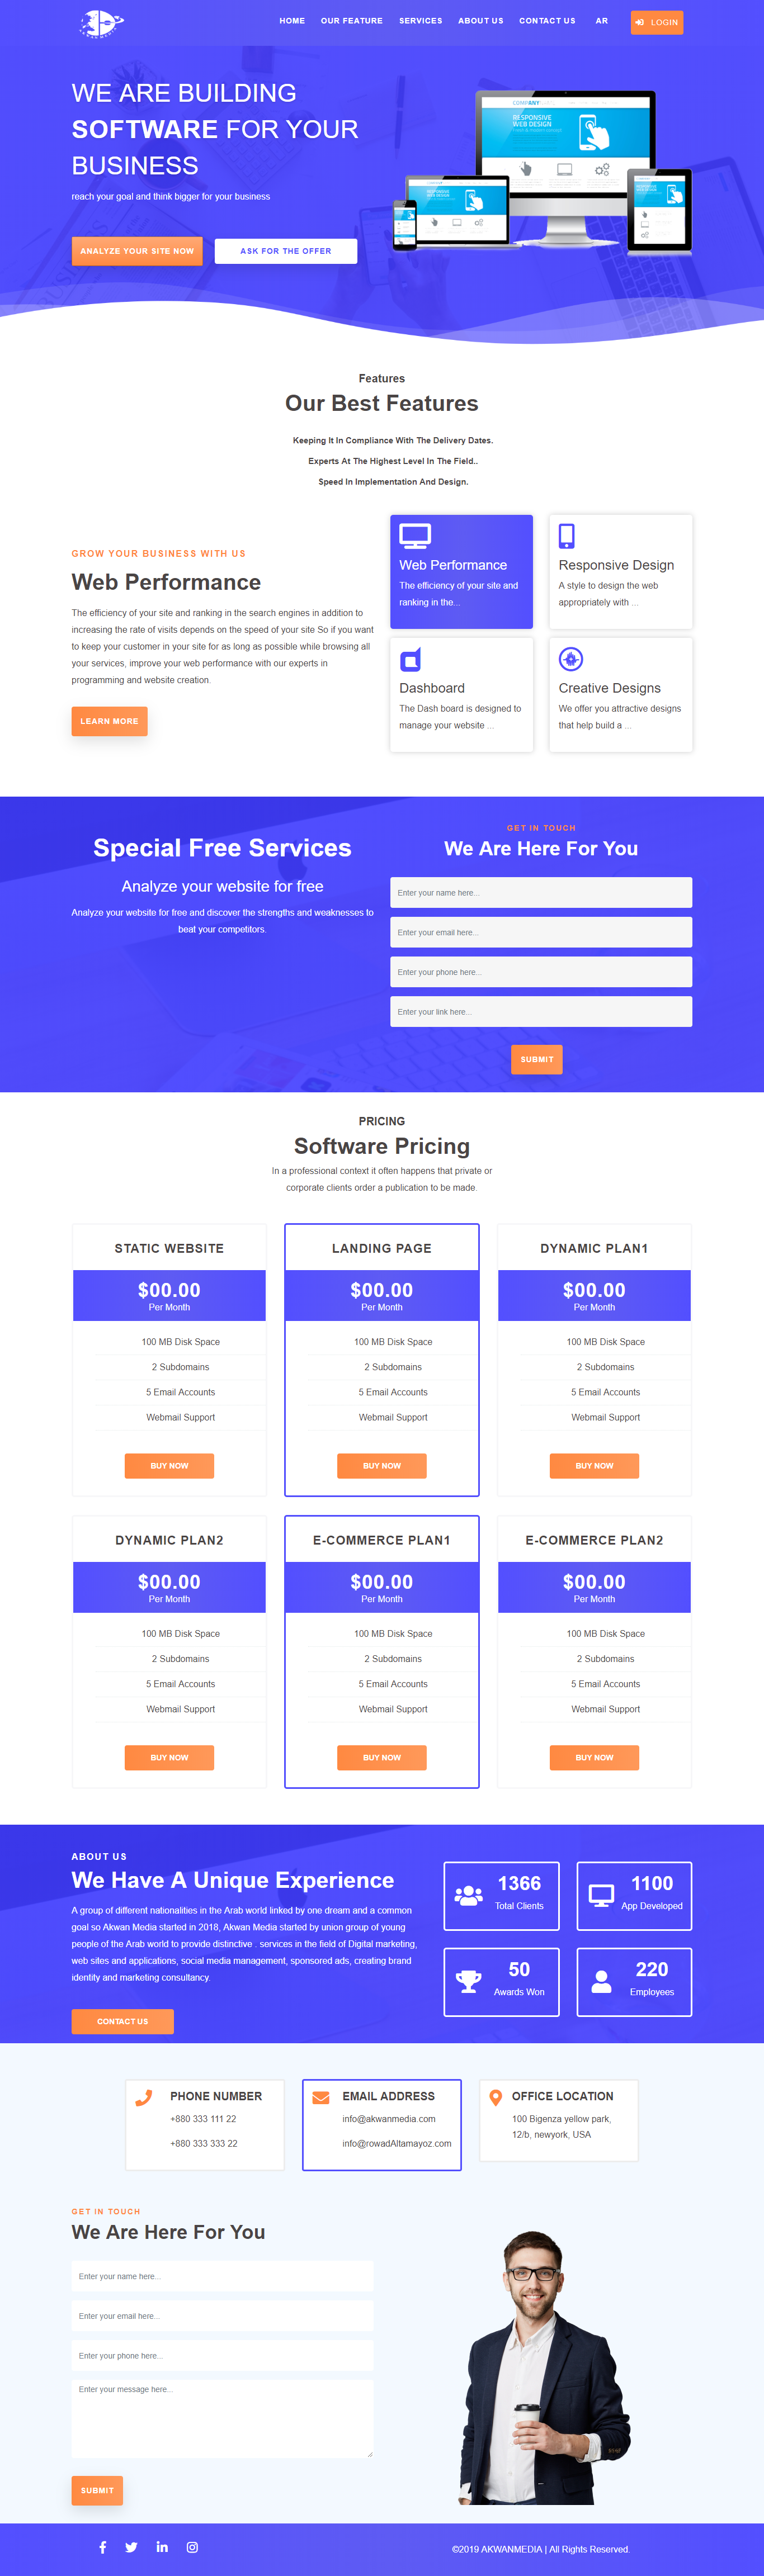 HOME OUR FEATURE SERVICES ABOUT US CONTACT US AR LOGIN
WE ARE BUILDING
SOFTWARE FOR YOUR
BUSINESS
reach your goal and think bigger for your business
ANALYZE YOUR SITE NOW
ASK FOR THE OFFER
RESPONSIVE
WEB DESIGN
Features
Our Best Features
Keeping It In Compliance With The Delivery Dates.
Experts At The Highest Level In The Field..
Speed In Implementation And Design.
GROW YOUR BUSINESS WITH US
Web Performance
The efficiency of your site and ranking in the search engines in addition to
increasing the rate of visits depends on the speed of your site So if you want
to keep your customer in your site for as long as possible while browsing all
your services, improve your web performance with our experts in
programming and website creation.
LEARN MORE
Web Performance
The efficiency of your site and
ranking in the...
Responsive Design
A style to design the web
appropriately with ...
Dashboard
The Dash board is designed to
manage your website ...
Creative Designs
We offer you attractive designs
that help build a ...
Special Free Services
Analyze your website for free
Analyze your website for free and discover the strengths and weaknesses to
beat your competitors.
GET IN TOUCH
We Are Here For You
Enter your name here...
Enter your email here...
Enter your phone here...
Enter your link here...
SUBMIT
PRICING
Software Pricing
In a professional context it often happens that private or
corporate clients order a publication to be made.
STATIC WEBSITE
$00.00
Per Month
100 MB Disk Space
2 Subdomains
5 Email Accounts
Webmail Support
BUY NOW
LANDING PAGE
$00.00
Per Month
100 MB Disk Space
2 Subdomains
5 Email Accounts
Webmail Support
BUY NOW
DYNAMIC PLAN1
$00.00
Per Month
100 MB Disk Space
2 Subdomains
5 Email Accounts
Webmail Support
BUY NOW
DYNAMIC PLAN2
$00.00
Per Month
100 MB Disk Space
2 Subdomains
5 Email Accounts
Webmail Support
BUY NOW
E-COMMERCE PLAN1
$00.00
Per Month
100 MB Disk Space
2 Subdomains
5 Email Accounts
Webmail Support
BUY NOW
E-COMMERCE PLAN2
$00.00
Per Month
100 MB Disk Space
2 Subdomains
5 Email Accounts
Webmail Support
BUY NOW
ABOUT US
We Have A Unique Experience
A group of different nationalities in the Arab world linked by one dream and a common
goal so Akwan Media started in 2018, Akwan Media started by union group of young
people of the Arab world to provide distinctive . services in the field of Digital marketing,
web sites and applications, social media management, sponsored ads, creating brand
identity and marketing consultancy.
CONTACT US
1366
Total Clients
1100
App Developed
50
Awards Won
220
Employees
PHONE NUMBER
+880 333 111 22
+880 333 333 22
EMAIL ADDRESS
info@akwanmedia.com
info@rowadAltamayoz.com
OFFICE LOCATION
100 Bigenza yellow park,
12/b, newyork, USA
GET IN TOUCH
We Are Here For You
Enter your name here...
Enter your email here...
Enter your phone here...
Enter your message here...
SUBMIT
©2019 AKWANMEDIA | All Rights Reserved.